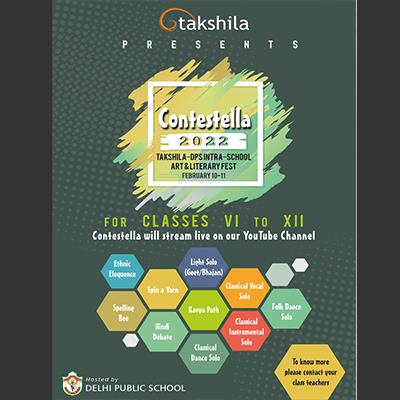 takshila
PRESENTS
Contestella
2022
TAKSHILA-DPS INTRA-SCHOOL
ART & LITERARY FEST
FEBRUARY 10-11
FOR CLASSES VI TO XII
Contestella will stream live on our YouTube Channel
Ethnic
Eloquence
Light Solo
(Geet/Bhajan)
Spin a Yarn
Classical Vocal
Solo
Spelling
Bee
Kavya Path
Folk Dance
Solo
Hindi
Debate
Classical
Instrumental
Solo
Classical
Dance Solo
To know more
please contact your
class teachers
Hosted by
DELHI PUBLIC SCHOOL